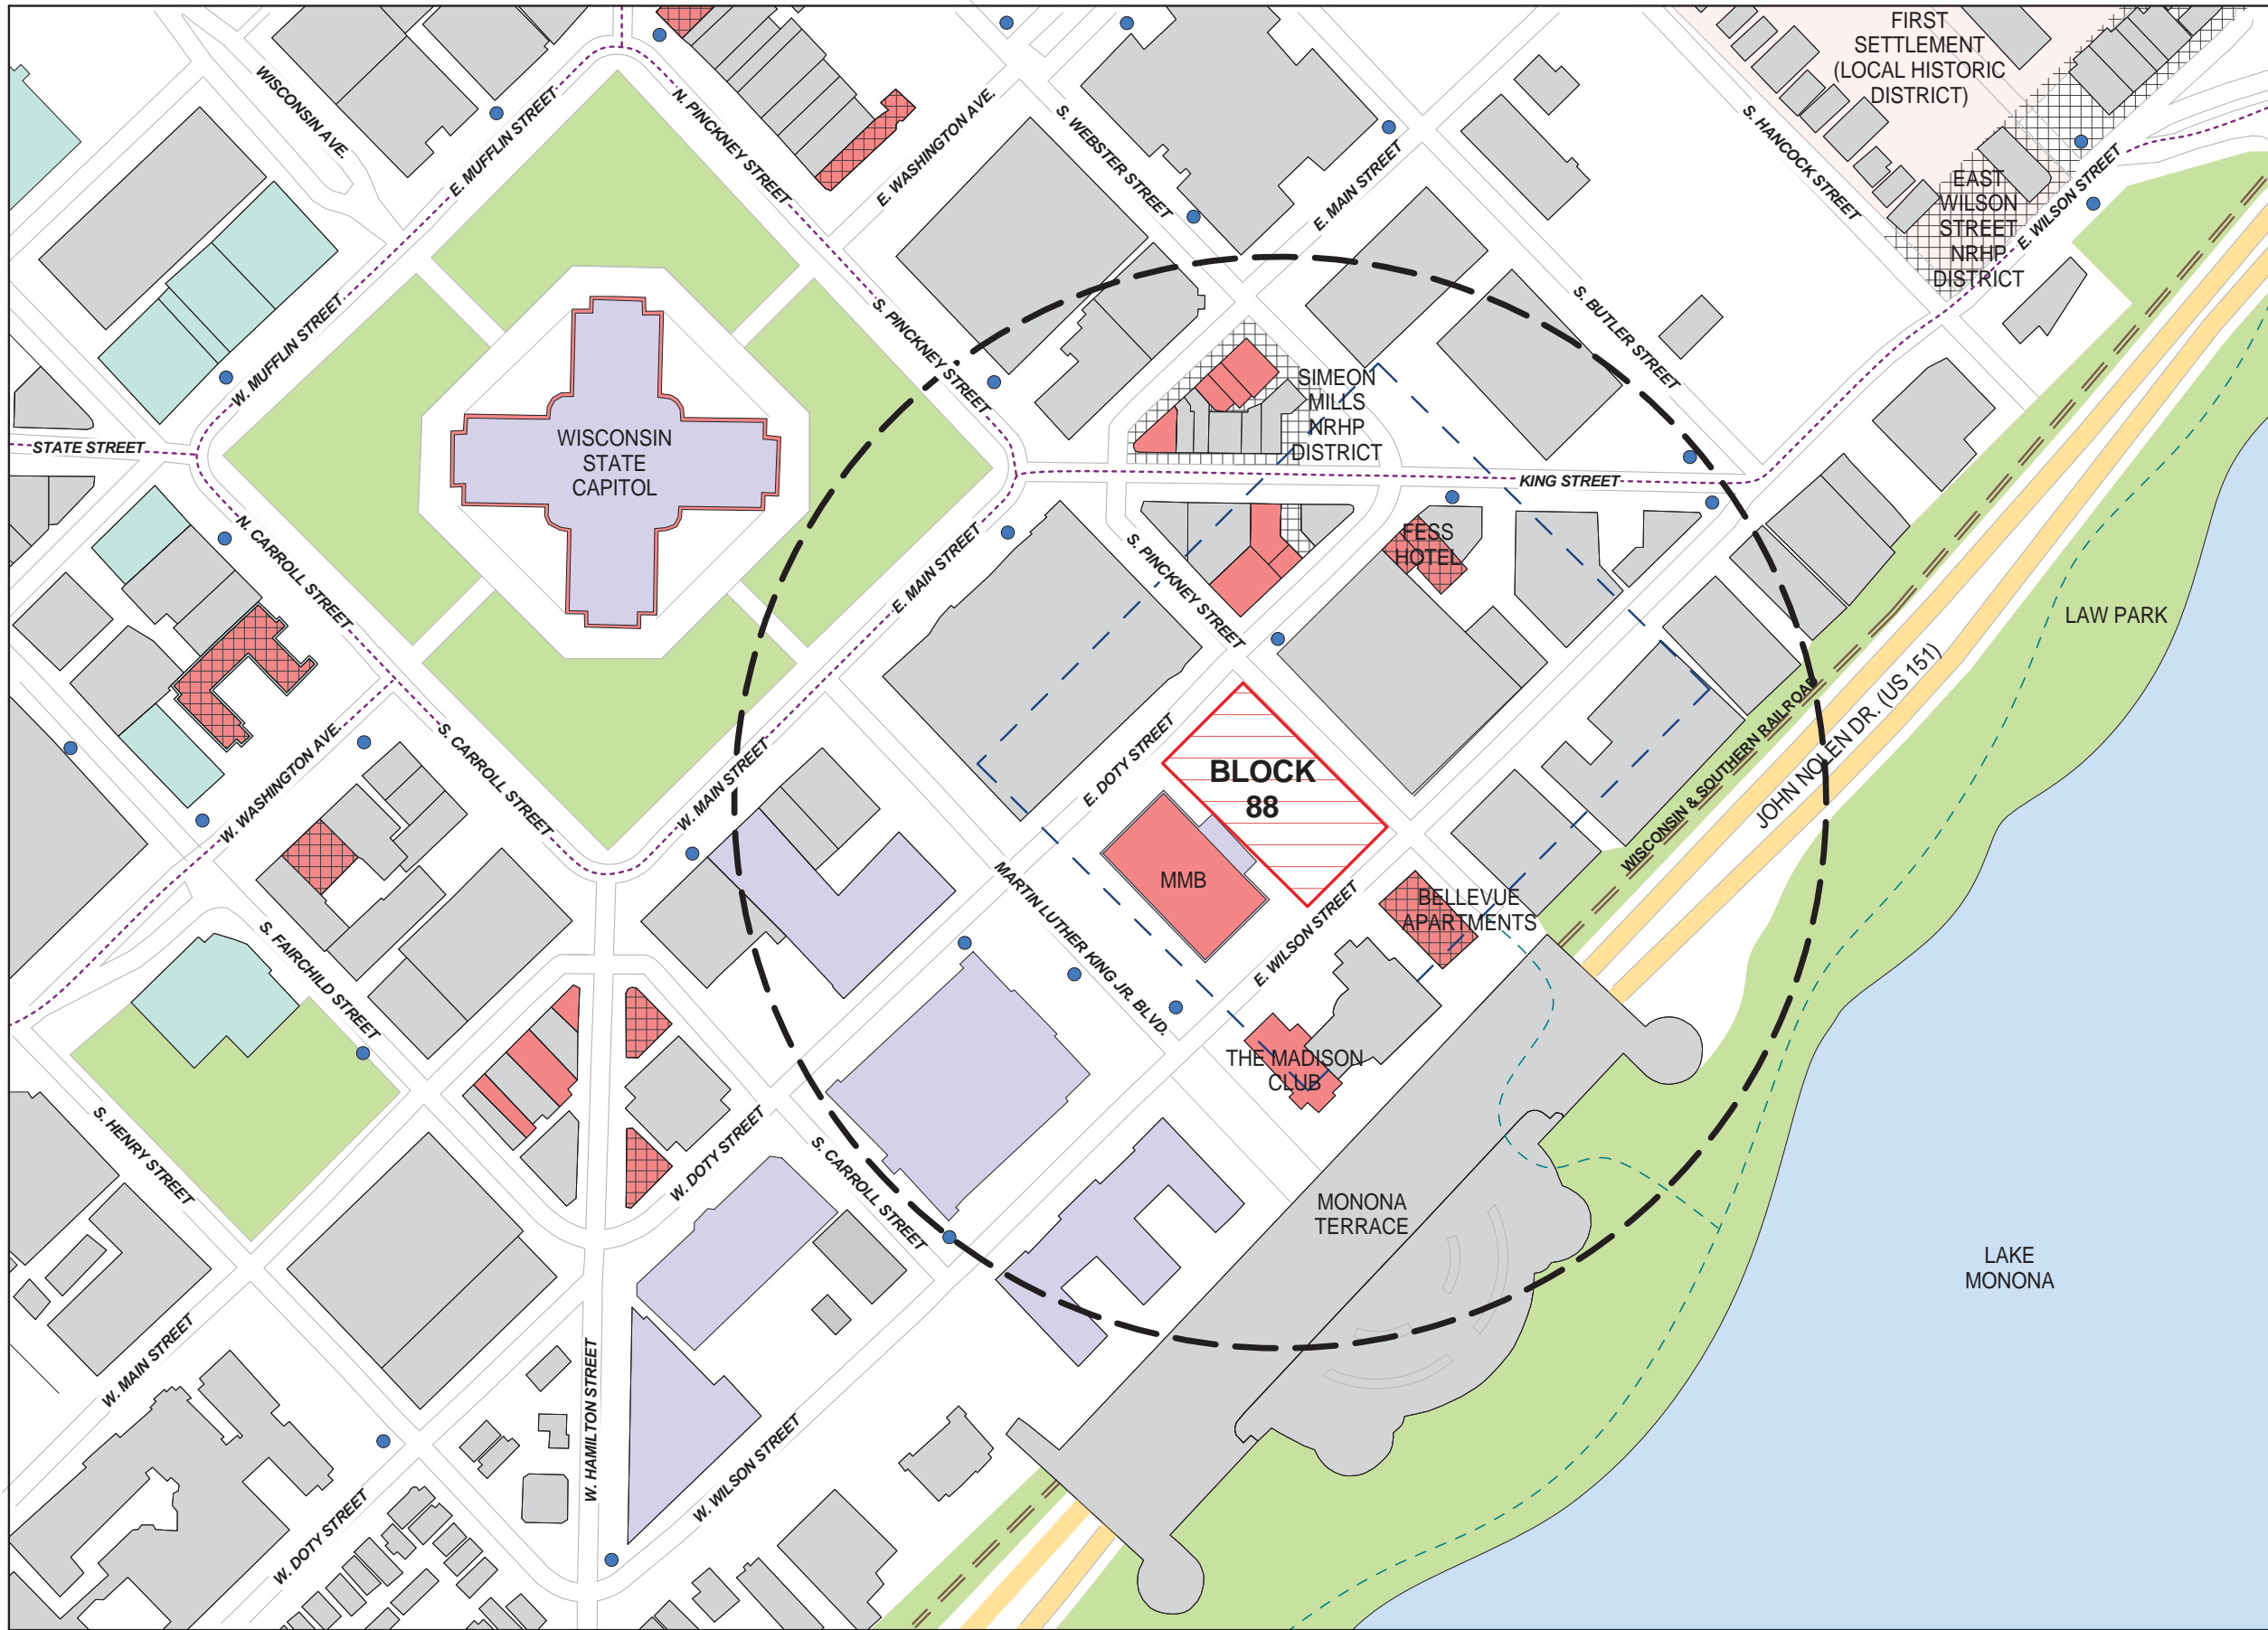 FIRST
SETTLEMENT
(LOCAL HISTORIC
DISTRICT)
WISCONSIN AVE.
E. MUFFLIN STREET
N. PINCKNEY STREET
E. WASHINGTON AVE.
S. WEBSTER STREET
E. MAIN STREET
S. HANCOCK STREET
EAST
WILSON
STREET
NRHP
DISTRICT
E. WILSON STREET
W. MUFFLIN STREET
S. PINCKNEY STREET
S. BUTLER STREET
SIMEON
MILLS
NRHP
DISTRICT
STATE STREET
WISCONSIN
STATE
CAPITOL
KING STREET
N. CARROLL STREET
E. MAIN STREET
S. PINCKNEY STREET
FESS
HOTEL
LAW PARK
W. WASHINGTON AVE.
S. CARROLL STREET
W. MAIN STREET
E. DOTY STREET
BLOCK
88
WISCONSIN & SOUTHERN RAILROAD
JOHN NOLEN DR. (US 151)
MMB
BELLEVUE
APARTMENTS
MARTIN LUTHER KING JR. BLVD.
E. WILSON STREET
S. FAIRCHILD STREET
THE MADISON
CLUB
S. HENRY STREET
W. DOTY STREET
S. CARROLL STREET
MONONA
TERRACE
LAKE
MONONA
W. MAIN STREET
W. HAMILTON STREET
W. WILSON STREET
W. DOTY STREET